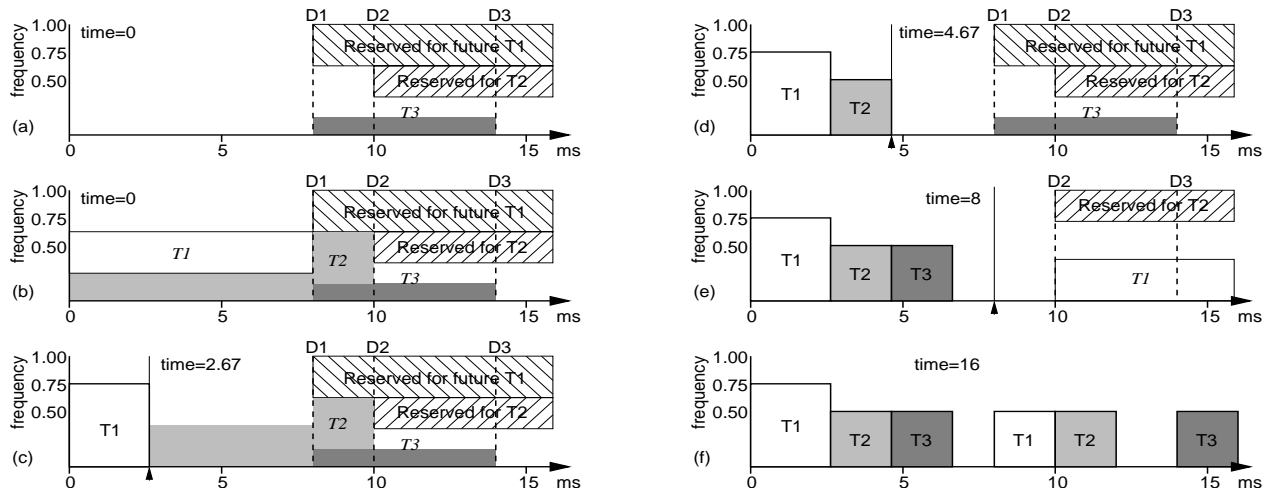 D1 D2 D3
1.00
time=0
Reserved for future T1
0.75
Reserved for T2
0.50
frequency
T3
(a)
0 5 10 15 ms
D1 D2 D3
1.00
time=0
Reserved for future T1
0.75
Reserved for T2
0.50
frequency
T1 T2
T3
(b)
0 5 10 15 ms
D1 D2 D3
1.00
time=2.67
Reserved for future T1
0.75
Reserved for T2
0.50
frequency
T1 T2
T3
(c)
0 5 10 15 ms
D1 D2 D3
1.00
time=4.67
Reserved for future T1
0.75
Reseved for T2
0.50
frequency
T1 T2
T3
(d)
0 5 10 15 ms
D2 D3
1.00
time=8
Reserved for T2
0.75
0.50
frequency
T1 T2 T3 T1
(e)
0 5 10 15 ms
1.00
time=16
0.75
0.50
frequency
T1 T2 T3 T1 T2 T3
(f)
0 5 10 15 ms